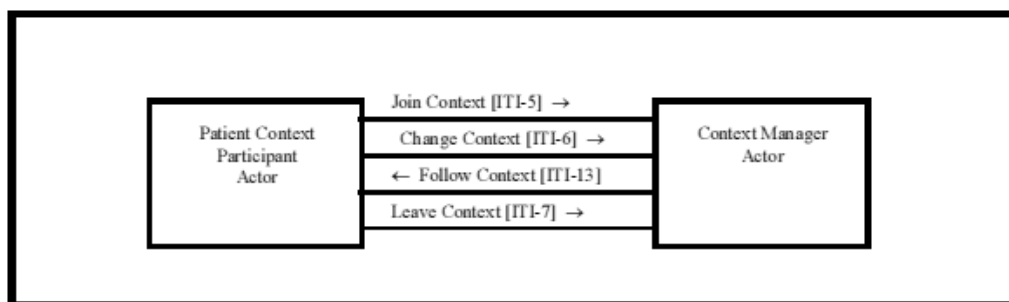 Join Context [ITI-5] →
Patient Context
Participant
Actor
Change Context [ITI-6] →
← Follow Context [ITI-13]
Leave Context [ITI-7] →
Context Manager
Actor